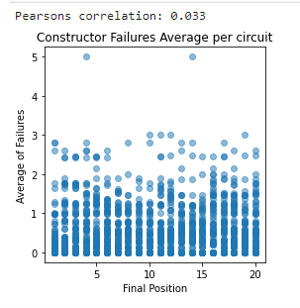 Pearsons correlation: 0.033
Constructor Failures Average per circuit
Average of Failures
5
4
3
2
1
0
5
10
15
20
Final Position